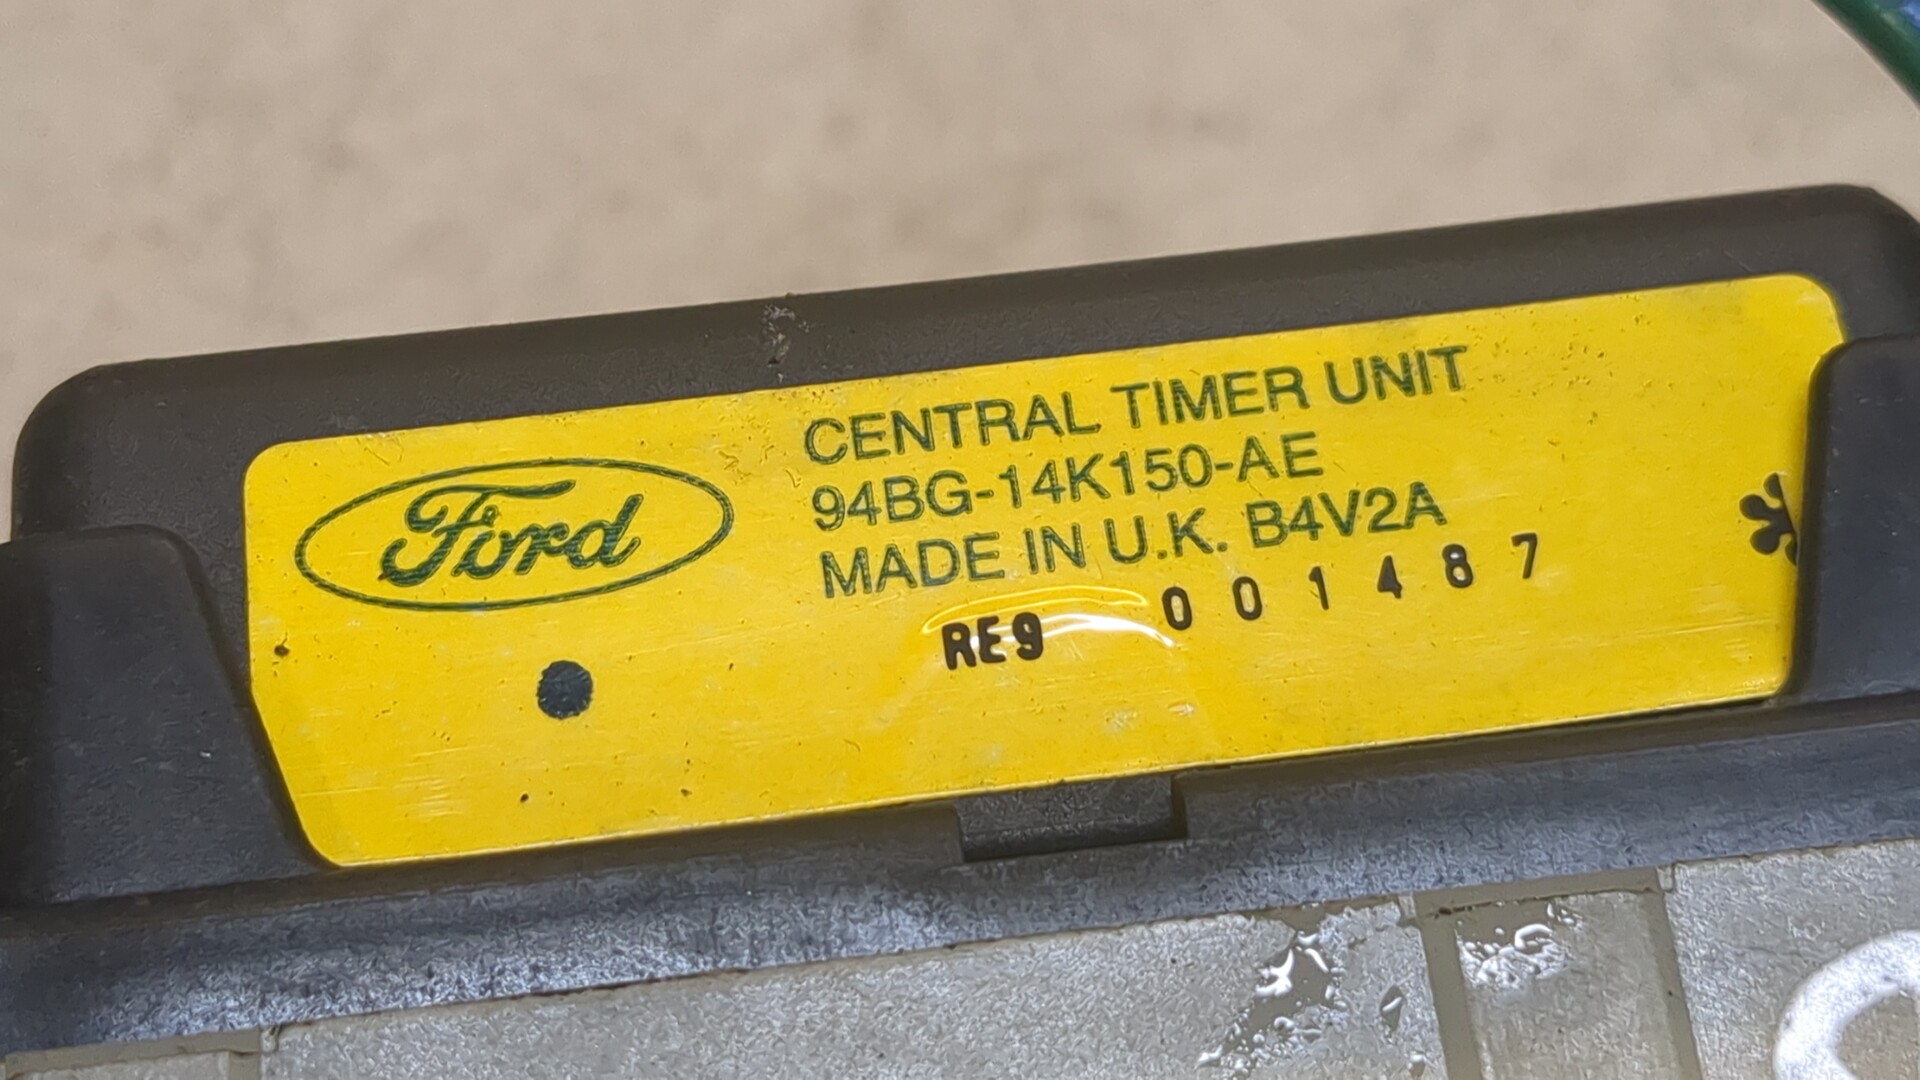 Ford
CENTRAL TIMER UNIT
94BG-14K150-AE
MADE IN U.K. B4V2A
RE9 001487